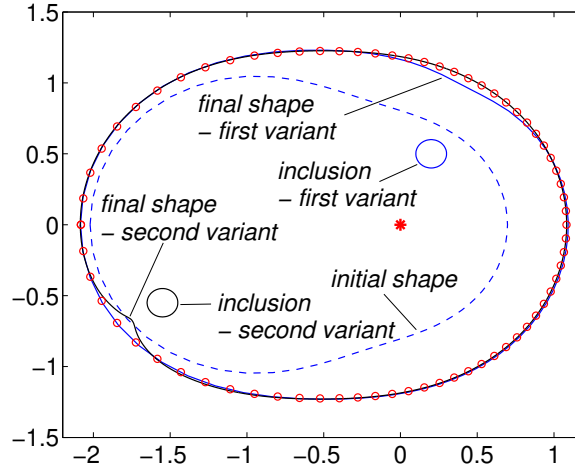 1.5
1
final shape
– first variant
0.5
inclusion
– first variant
final shape
– second variant
0
initial shape
−0.5
inclusion
– second variant
−1
−1.5
−2 −1.5 −1 −0.5 0 0.5 1